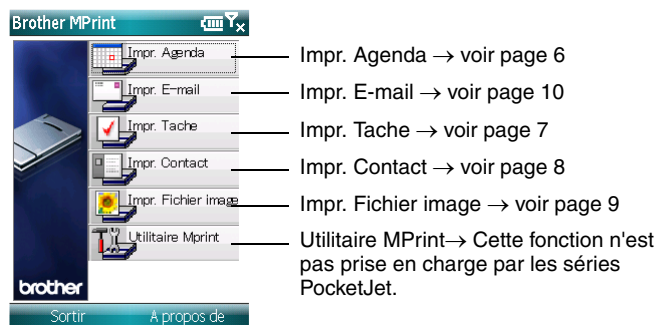 Brother MPrint
Impr. Agenda
Impr. E-mail
Impr. Tache
Impr. Contact
Impr. Fichier image
Utilitaire Mprint
brother
Sortir
A propos de
Impr. Agenda → voir page 6
Impr. E-mail → voir page 10
Impr. Tache → voir page 7
Impr. Contact → voir page 8
Impr. Fichier image → voir page 9
Utilitaire MPrint→ Cette fonction n'est
pas prise en charge par les séries
PocketJet.